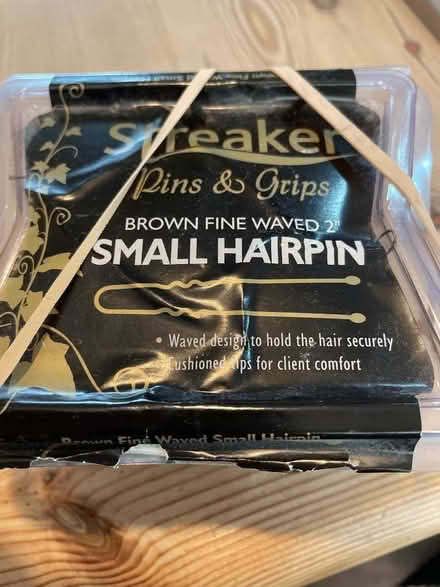 Streaker
Pins & Grips
BROWN FINE WAVED 2"
SMALL HAIRPIN
• Waved design to hold the hair securely
• Cushioned tips for client comfort
Brown Fine Waved Small Hairpin